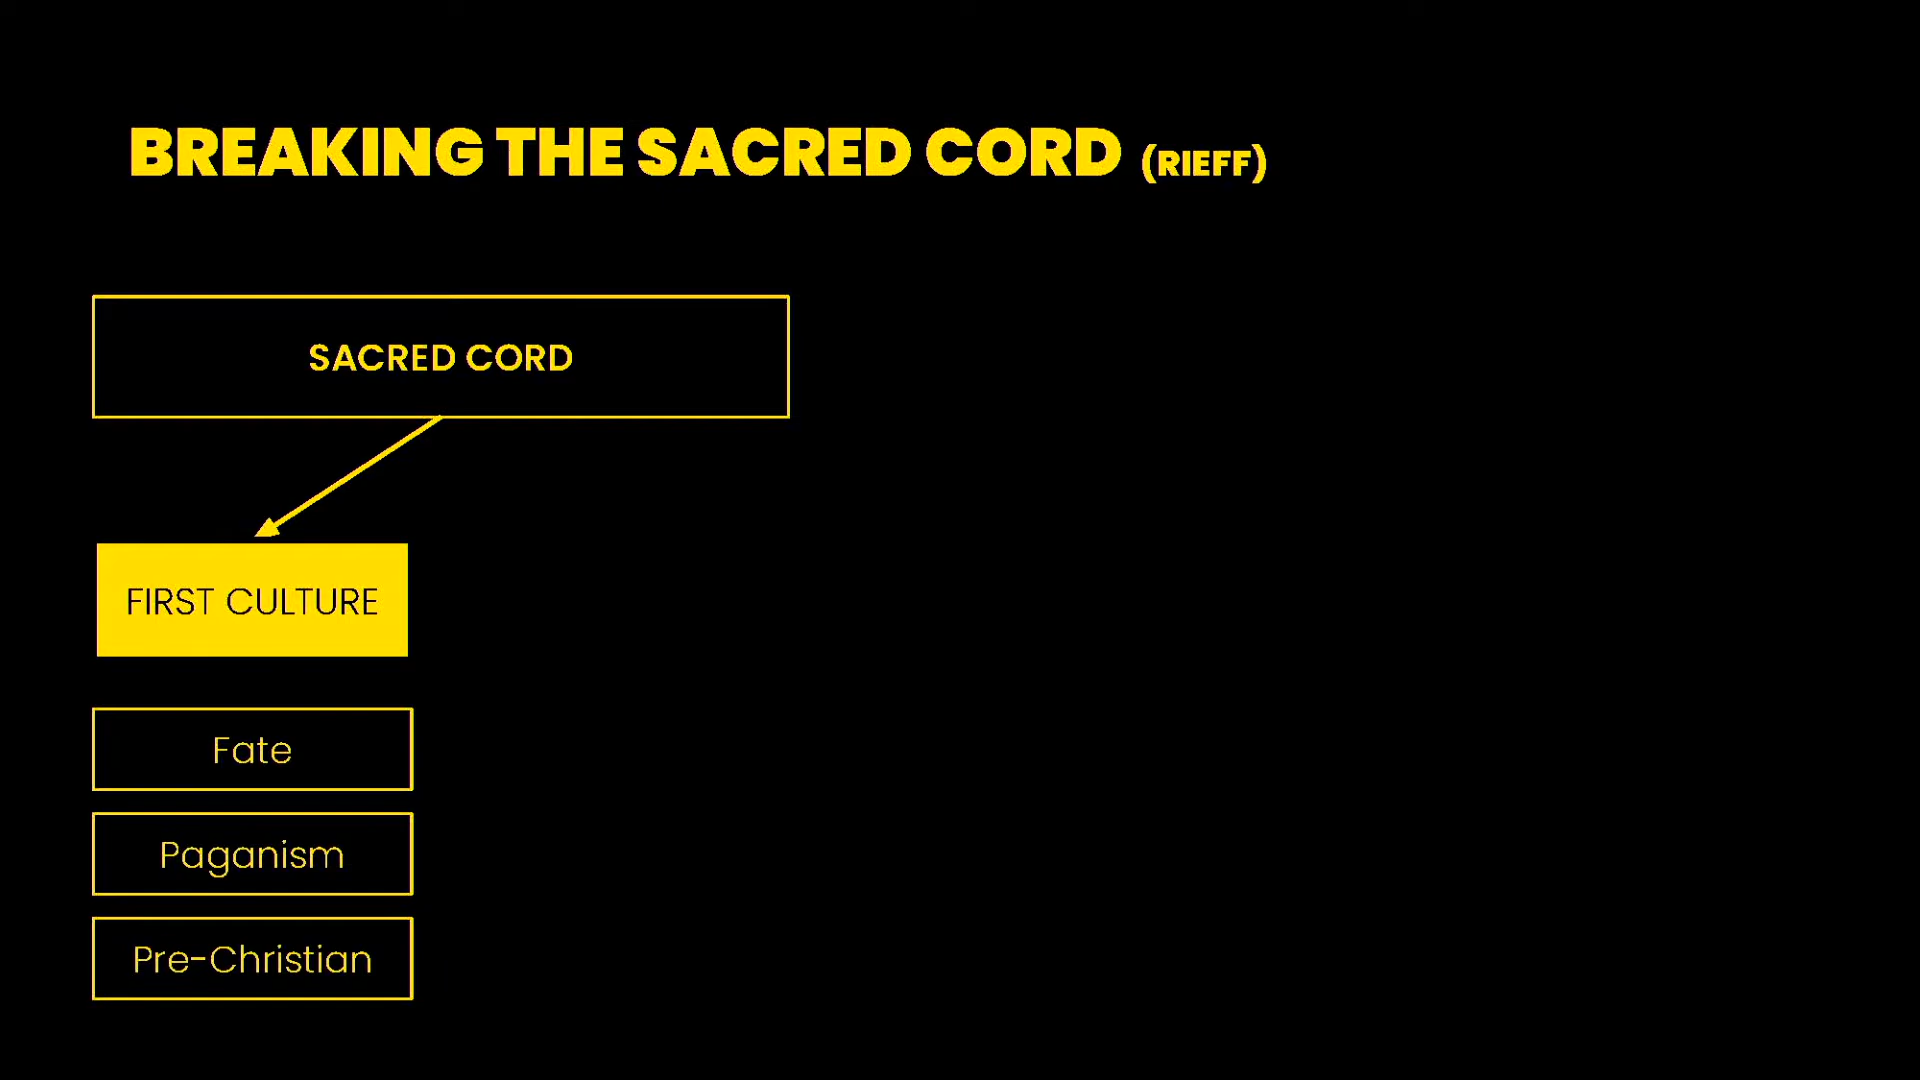 BREAKING THE SACRED CORD (RIEFF)
SACRED CORD
FIRST CULTURE
Fate
Paganism
Pre-Christian